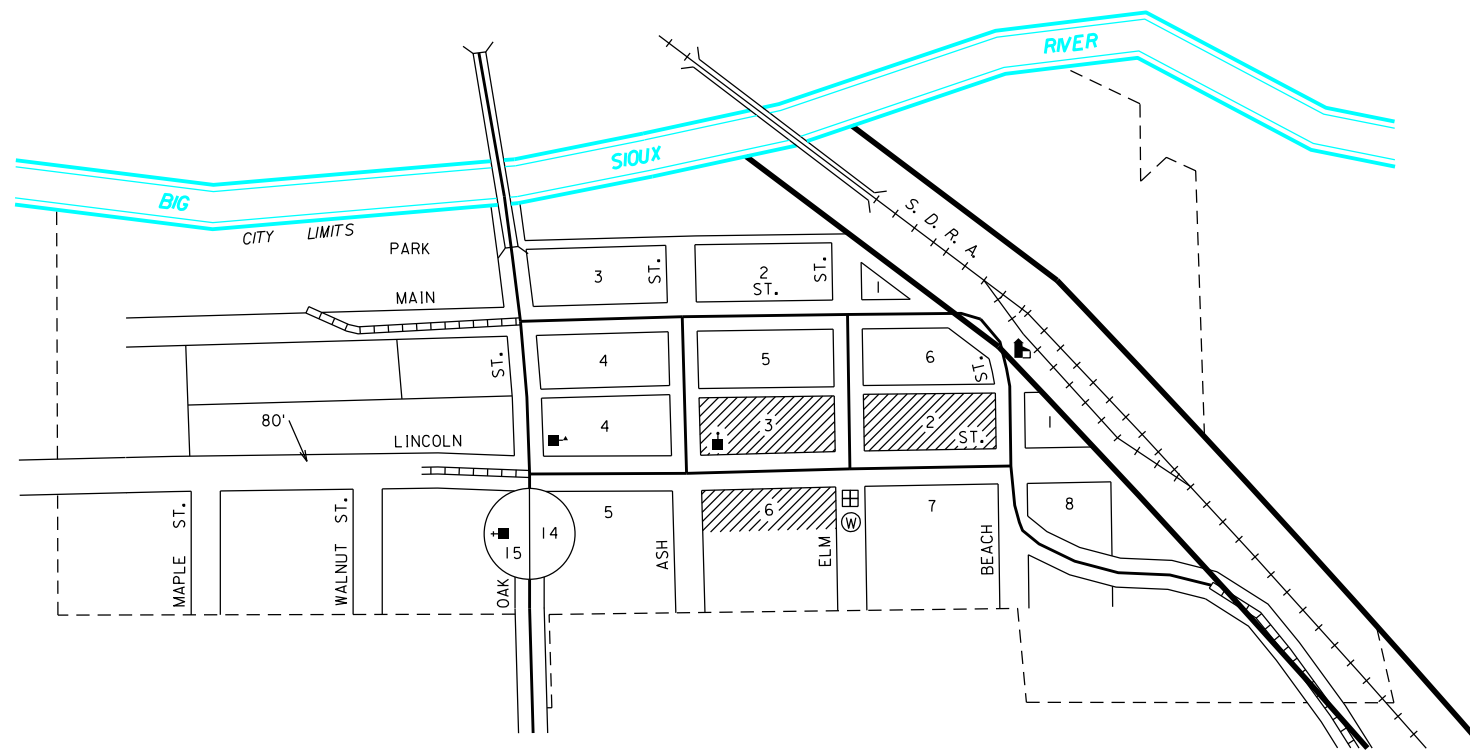 RIVER
SIOUX
BIG
CITY LIMITS
PARK
S. D. R. A.
3 ST. 2 ST. 1
ST.
MAIN
ST. 4 5 6 ST.
80'
4 3 2 1
LINCOLN ST.
5 6 7 8
W
15 14
MAPLE ST.
WALNUT ST.
OAK
ASH
ELM
BEACH